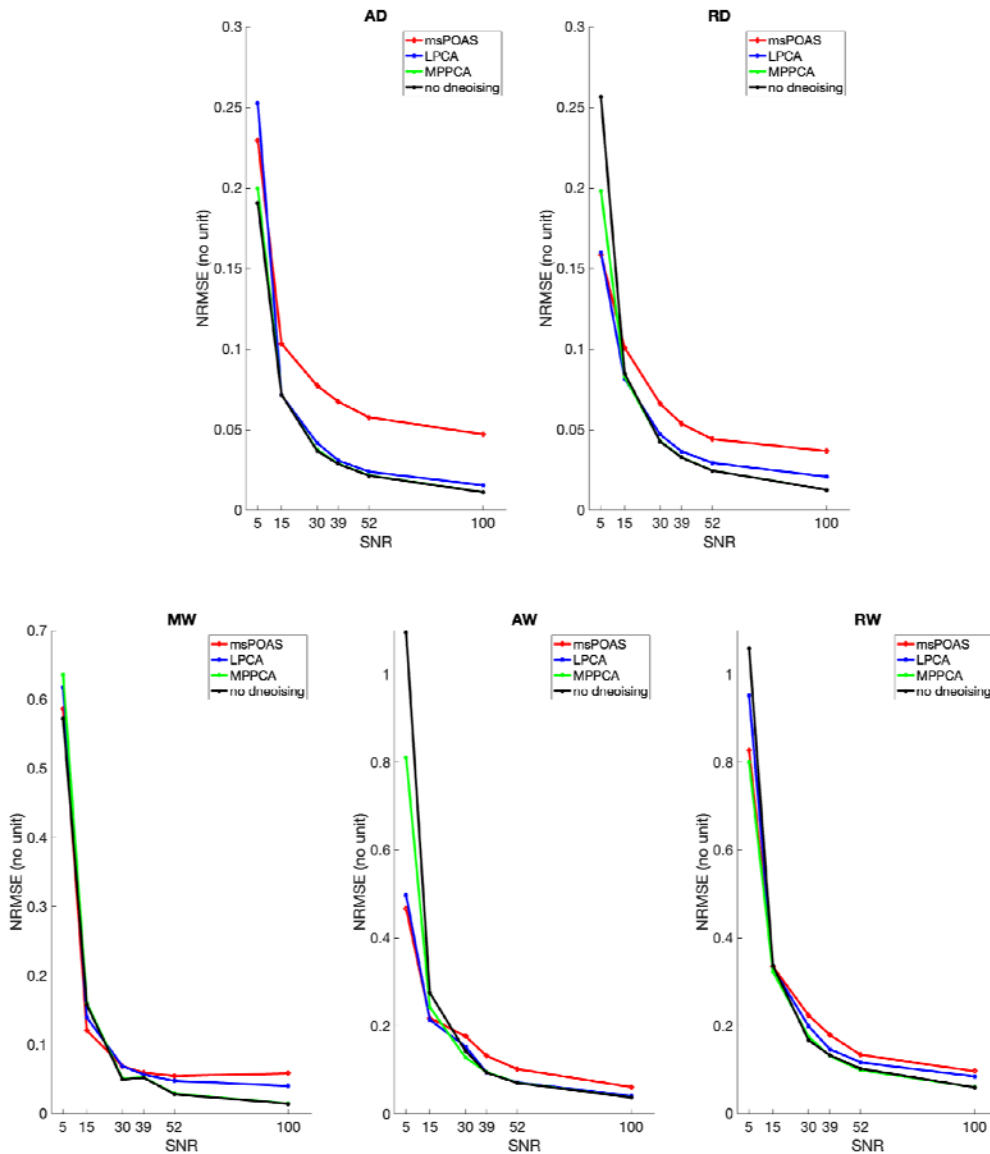 AD
0.3
0.25
0.2
0.15
0.1
0.05
0
NRMSE (no unit)
5 15 30 39 52 100
SNR
msPOAS
LPCA
MPPCA
no dneoising
RD
0.3
0.25
0.2
0.15
0.1
0.05
0
NRMSE (no unit)
5 15 30 39 52 100
SNR
msPOAS
LPCA
MPPCA
no dneoising
MW
0.7
0.6
0.5
0.4
0.3
0.2
0.1
0
NRMSE (no unit)
5 15 30 39 52 100
SNR
msPOAS
LPCA
MPPCA
no dneoising
AW
1
0.8
0.6
0.4
0.2
0
NRMSE (no unit)
5 15 30 39 52 100
SNR
msPOAS
LPCA
MPPCA
no dneoising
RW
1
0.8
0.6
0.4
0.2
0
NRMSE (no unit)
5 15 30 39 52 100
SNR
msPOAS
LPCA
MPPCA
no dneoising